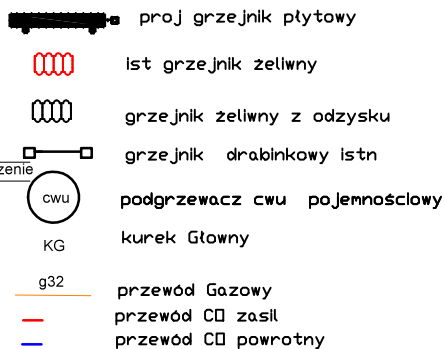 proj grzejnik płytowy
ist grzejnik żeliwny
grzejnik żeliwny z odzysku
grzejnik drabinkowy istn
zenie
cwu podgrzewacz cwu pojemnościowy
KG kurek Głowny
g32
przewód Gazowy
przewód CO zasil
przewód CO powrotny